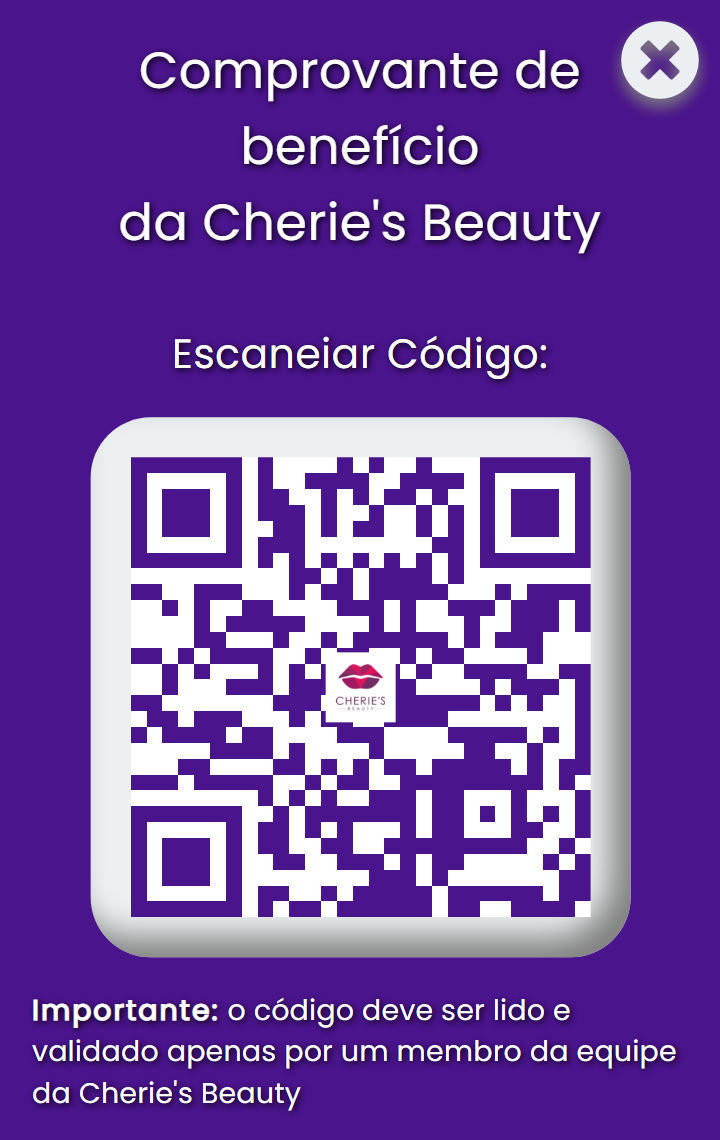 Comprovante de
benefício
da Cherie's Beauty
Escaneiar Código:
CHERIE'S
BEAUTY
Importante: o código deve ser lido e
validado apenas por um membro da equipe
da Cherie's Beauty